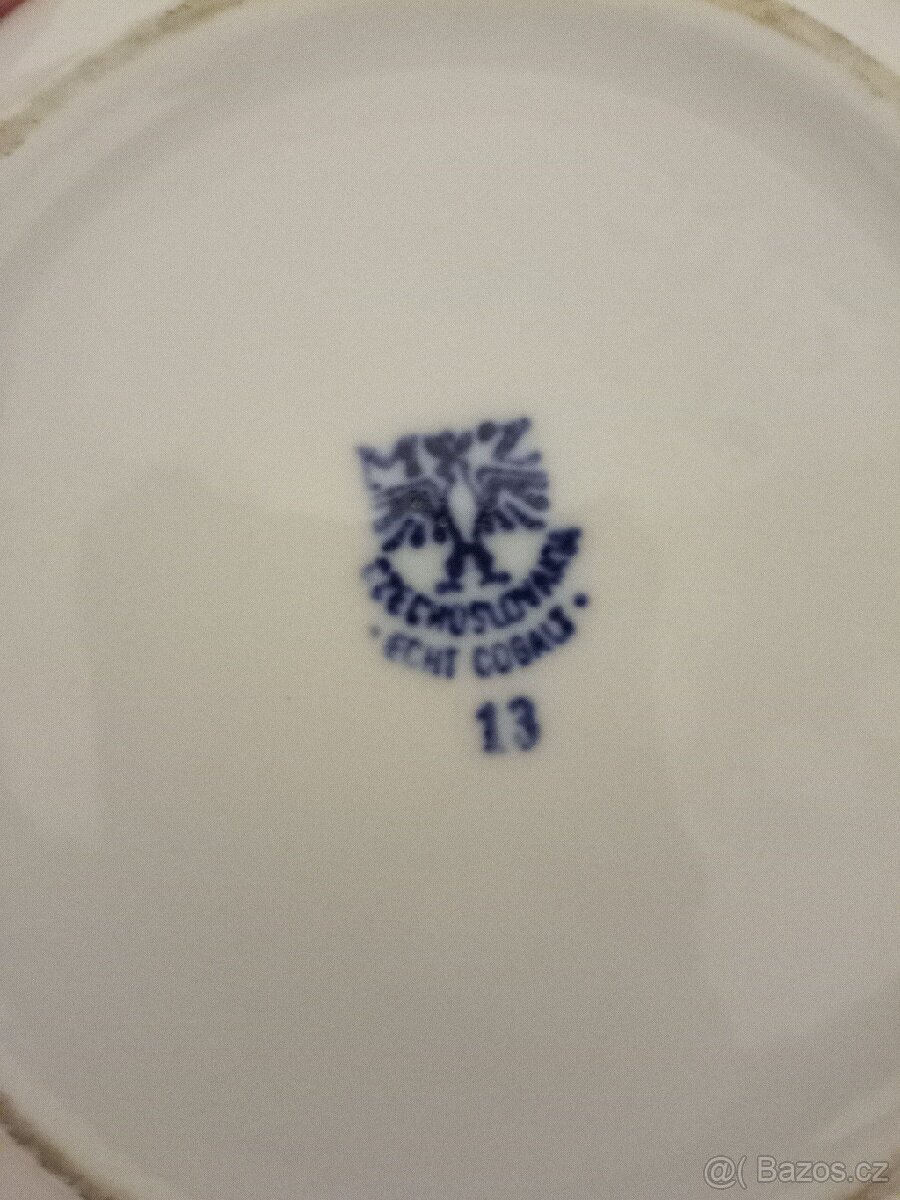 M Z
CZECHOSLOVAKIA
• ECHT COBALT •
13
@( Bazos.cz